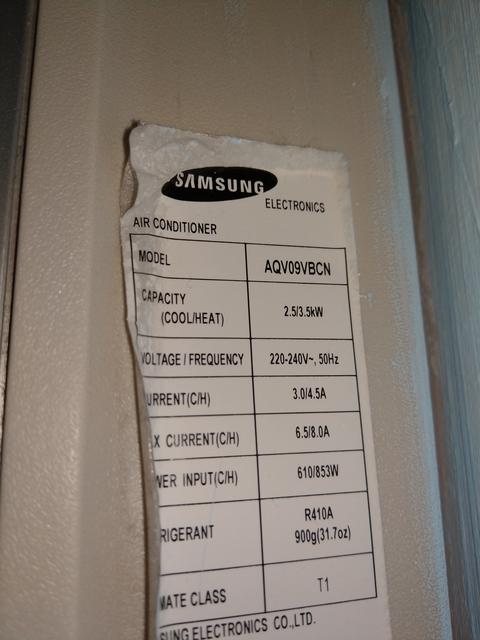 SAMSUNG
ELECTRONICS
AIR CONDITIONER
MODEL AQV09VBCN
CAPACITY
(COOL/HEAT) 2.5/3.5kW
VOLTAGE / FREQUENCY 220-240V~, 50Hz
URRENT(C/H) 3.0/4.5A
X CURRENT(C/H) 6.5/8.0A
WER INPUT(C/H) 610/853W
RIGERANT R410A
900g(31.7oz)
MATE CLASS T1
SUNG ELECTRONICS CO.,LTD.